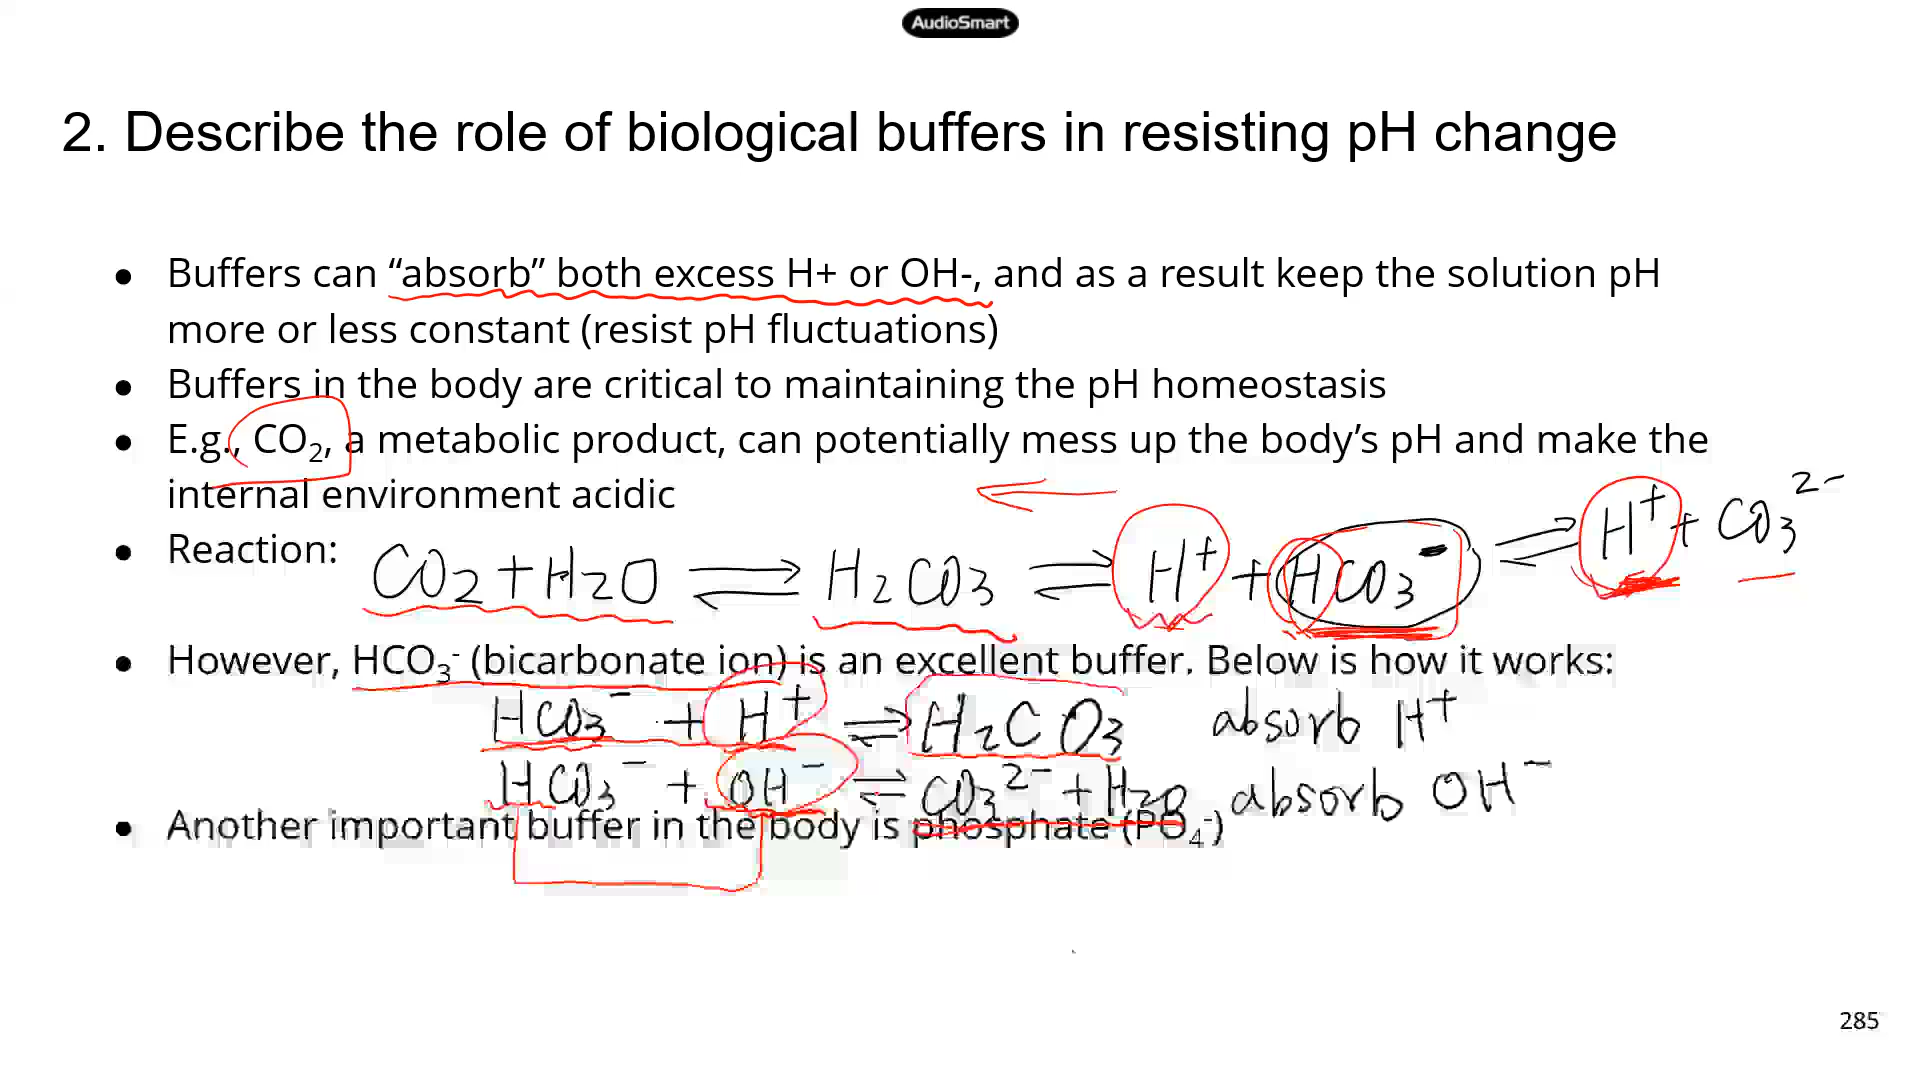 AudioSmart
2. Describe the role of biological buffers in resisting pH change
● Buffers can “absorb” both excess H+ or OH-, and as a result keep the solution pH
more or less constant (resist pH fluctuations)
● Buffers in the body are critical to maintaining the pH homeostasis
● E.g., CO₂, a metabolic product, can potentially mess up the body’s pH and make the
internal environment acidic
● Reaction: CO₂ + H₂O ⇌ H₂CO₃ ⇌ H⁺ + HCO₃⁻ ⇌ H⁺ + CO₃²⁻
● However, HCO₃⁻ (bicarbonate ion) is an excellent buffer. Below is how it works:
HCO₃⁻ + H⁺ ⇌ H₂CO₃ absorb H⁺
HCO₃⁻ + OH⁻ ⇌ CO₃²⁻ + H₂O absorb OH⁻
● Another important buffer in the body is phosphate (PO₄⁻)
285